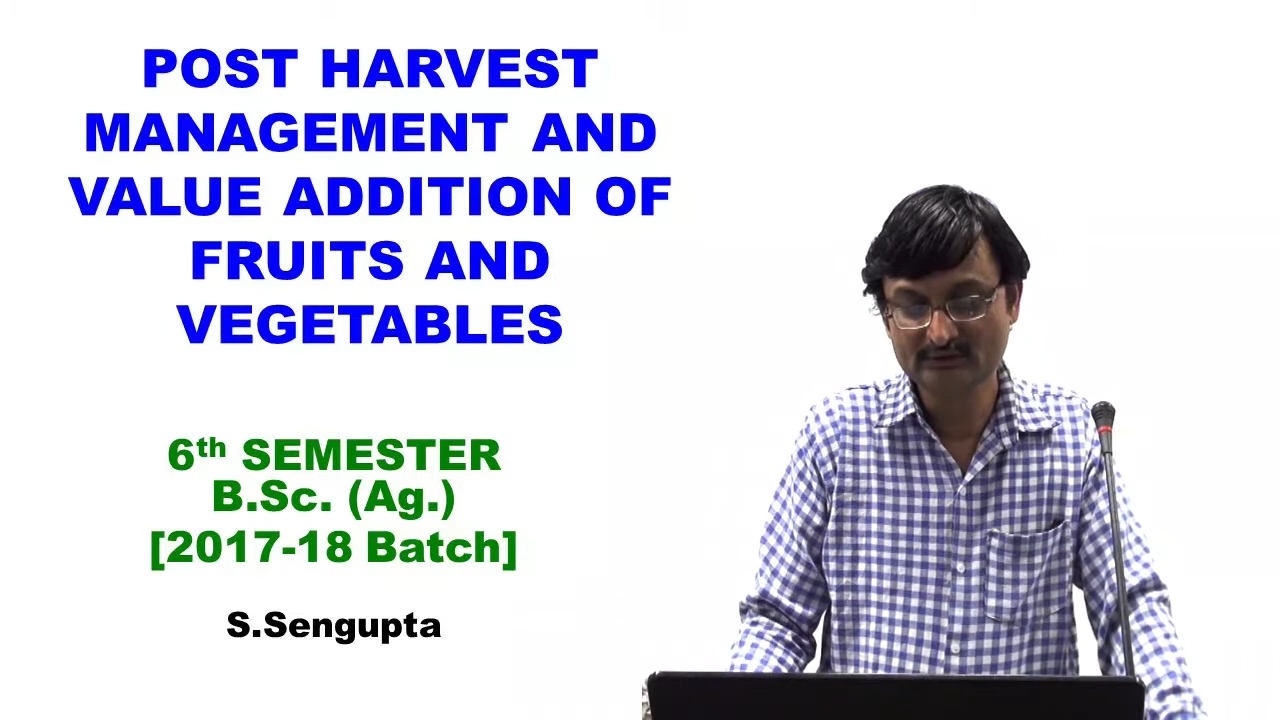 POST HARVEST
MANAGEMENT AND
VALUE ADDITION OF
FRUITS AND
VEGETABLES
6th SEMESTER
B.Sc. (Ag.)
[2017-18 Batch]
S.Sengupta